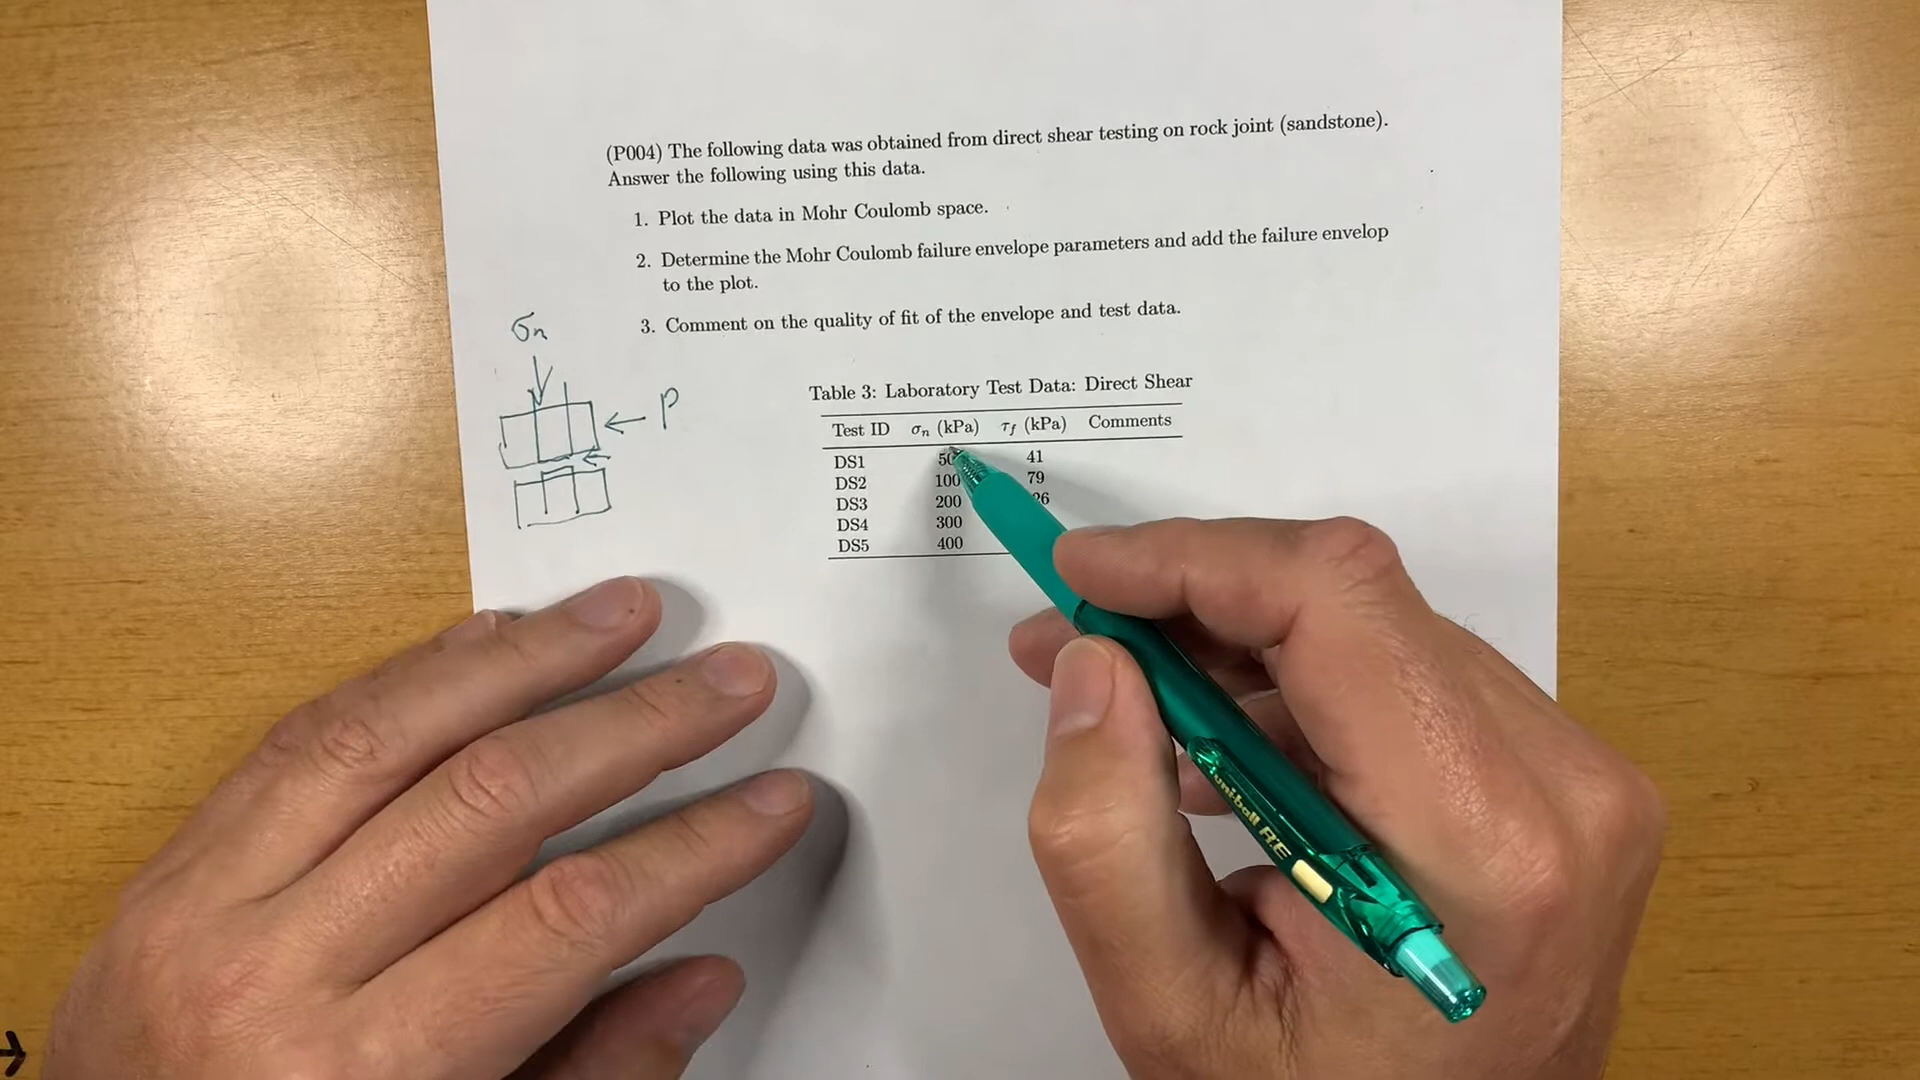 (P004) The following data was obtained from direct shear testing on rock joint (sandstone).
Answer the following using this data.
1. Plot the data in Mohr Coulomb space.
2. Determine the Mohr Coulomb failure envelope parameters and add the failure envelop
to the plot.
3. Comment on the quality of fit of the envelope and test data.
σn
P
Table 3: Laboratory Test Data: Direct Shear
Test ID σn (kPa) τf (kPa) Comments
DS1 50 41
DS2 100 79
DS3 200
DS4 300
DS5 400
uni-ball R:E